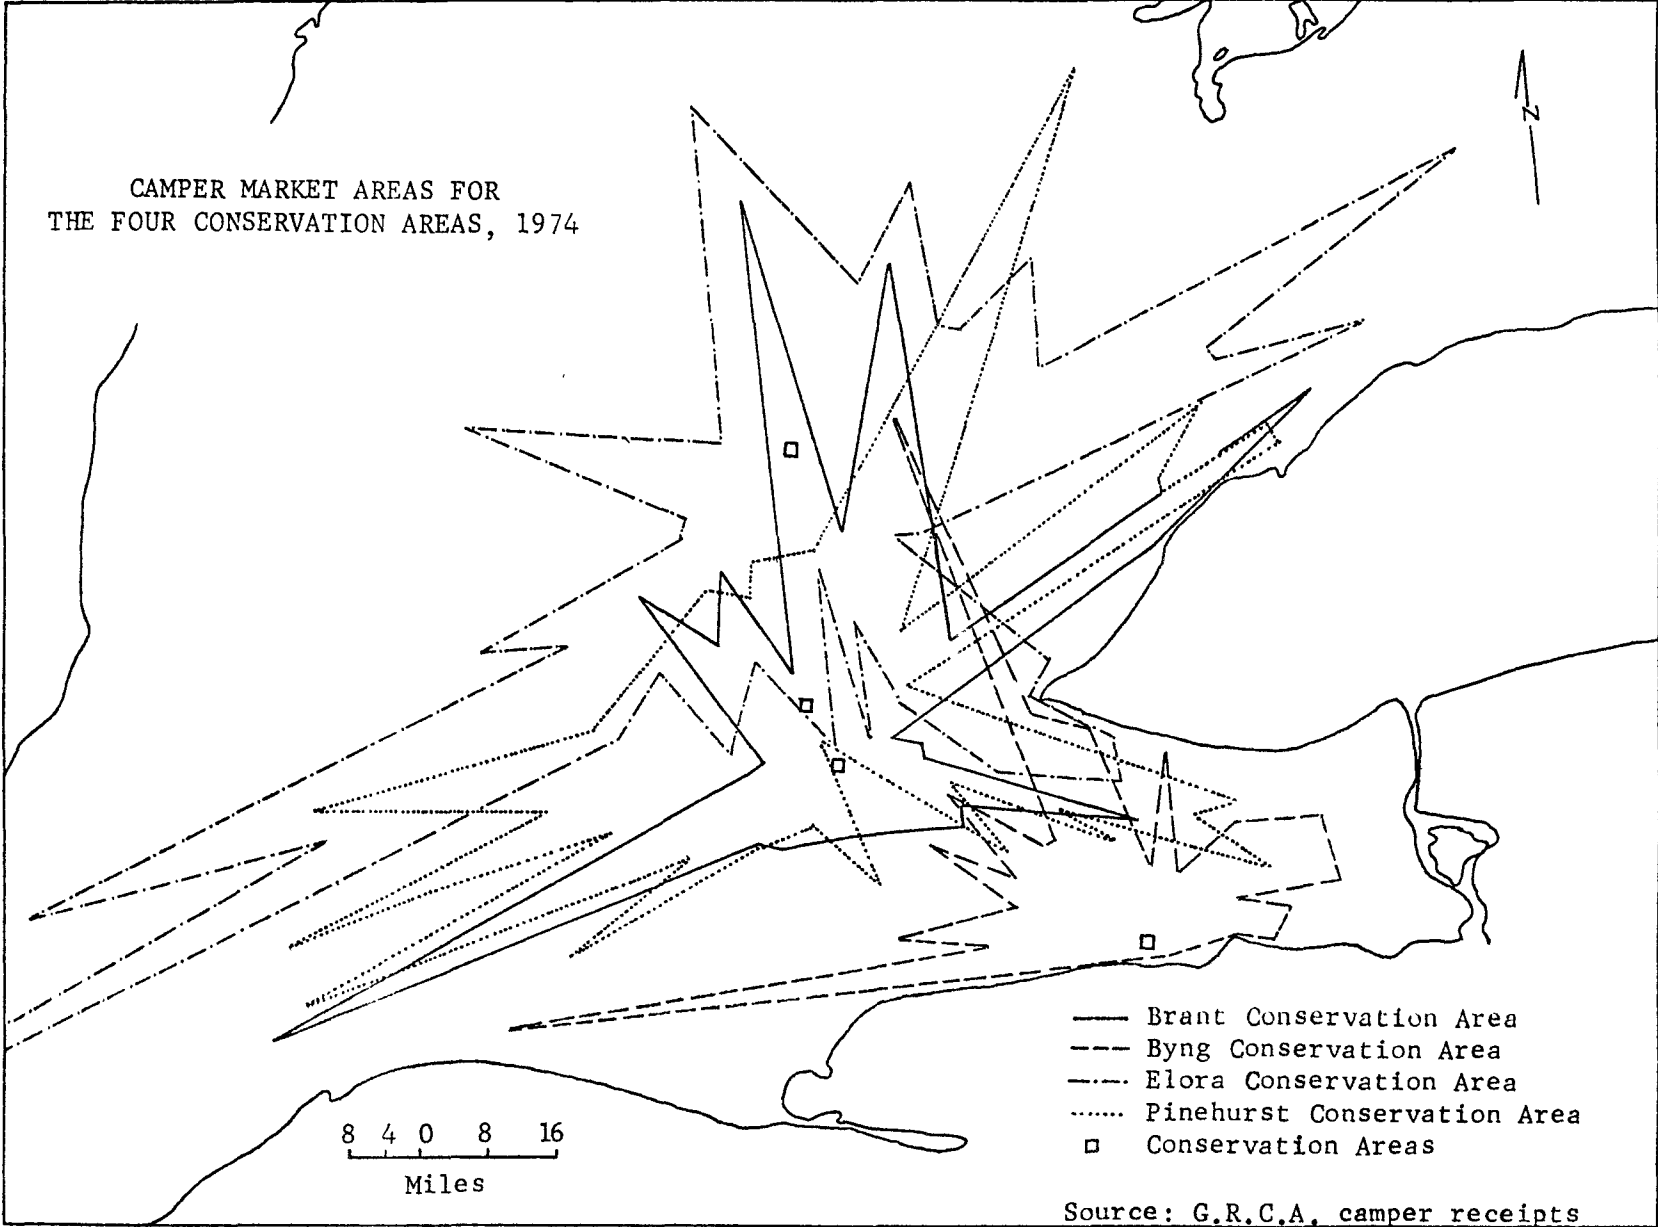 CAMPER MARKET AREAS FOR
THE FOUR CONSERVATION AREAS, 1974
N
Brant Conservation Area
Byng Conservation Area
Elora Conservation Area
Pinehurst Conservation Area
Conservation Areas
8 4 0 8 16
Miles
Source: G.R.C.A. camper receipts